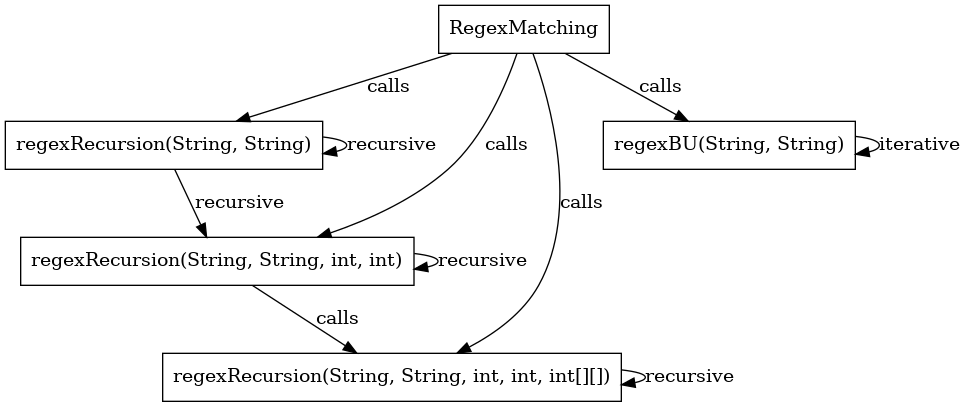 RegexMatching
calls
calls
regexRecursion(String, String)
recursive
calls
regexBU(String, String)
iterative
recursive
calls
regexRecursion(String, String, int, int)
recursive
calls
regexRecursion(String, String, int, int, int[][])
recursive